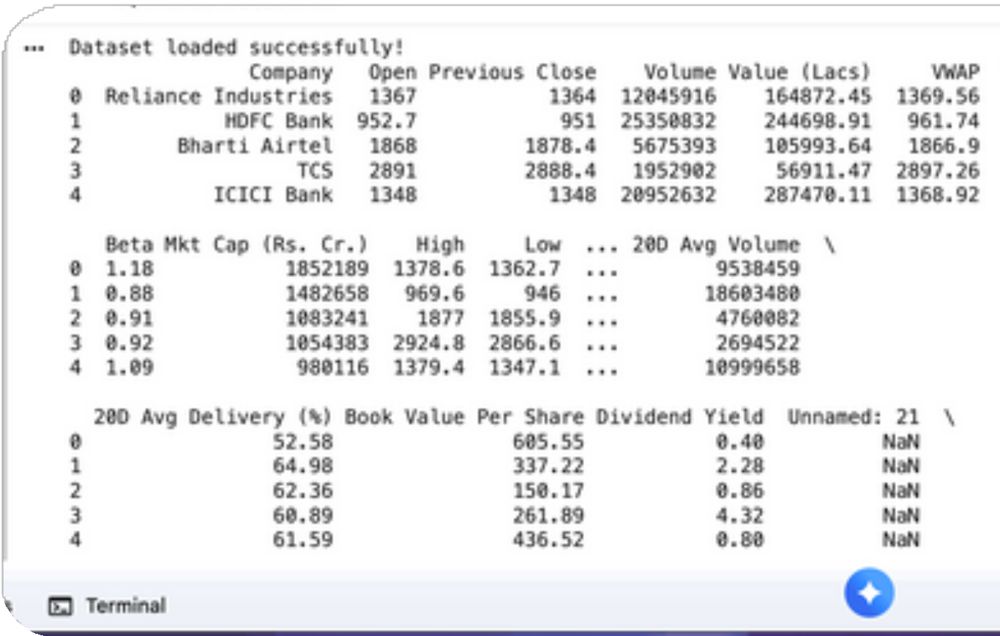 ... Dataset loaded successfully!
Company Open Previous Close Volume Value (Lacs) VWAP
0 Reliance Industries 1367 1364 12045916 164872.45 1369.56
1 HDFC Bank 952.7 951 25350832 244698.91 961.74
2 Bharti Airtel 1868 1878.4 5675393 105993.64 1866.9
3 TCS 2891 2888.4 1952902 56911.47 2897.26
4 ICICI Bank 1348 1348 20952632 287470.11 1368.92
Beta Mkt Cap (Rs. Cr.) High Low ... 20D Avg Volume \
0 1.18 1852189 1378.6 1362.7 ... 9538459
1 0.88 1482658 969.6 946 ... 18603480
2 0.91 1083241 1877 1855.9 ... 4760082
3 0.92 1054383 2924.8 2866.6 ... 2694522
4 1.09 980116 1379.4 1347.1 ... 10999658
20D Avg Delivery (%) Book Value Per Share Dividend Yield Unnamed: 21 \
0 52.58 605.55 0.40 NaN
1 64.98 337.22 2.28 NaN
2 62.36 150.17 0.86 NaN
3 60.89 261.89 4.32 NaN
4 61.59 436.52 0.80 NaN
Terminal